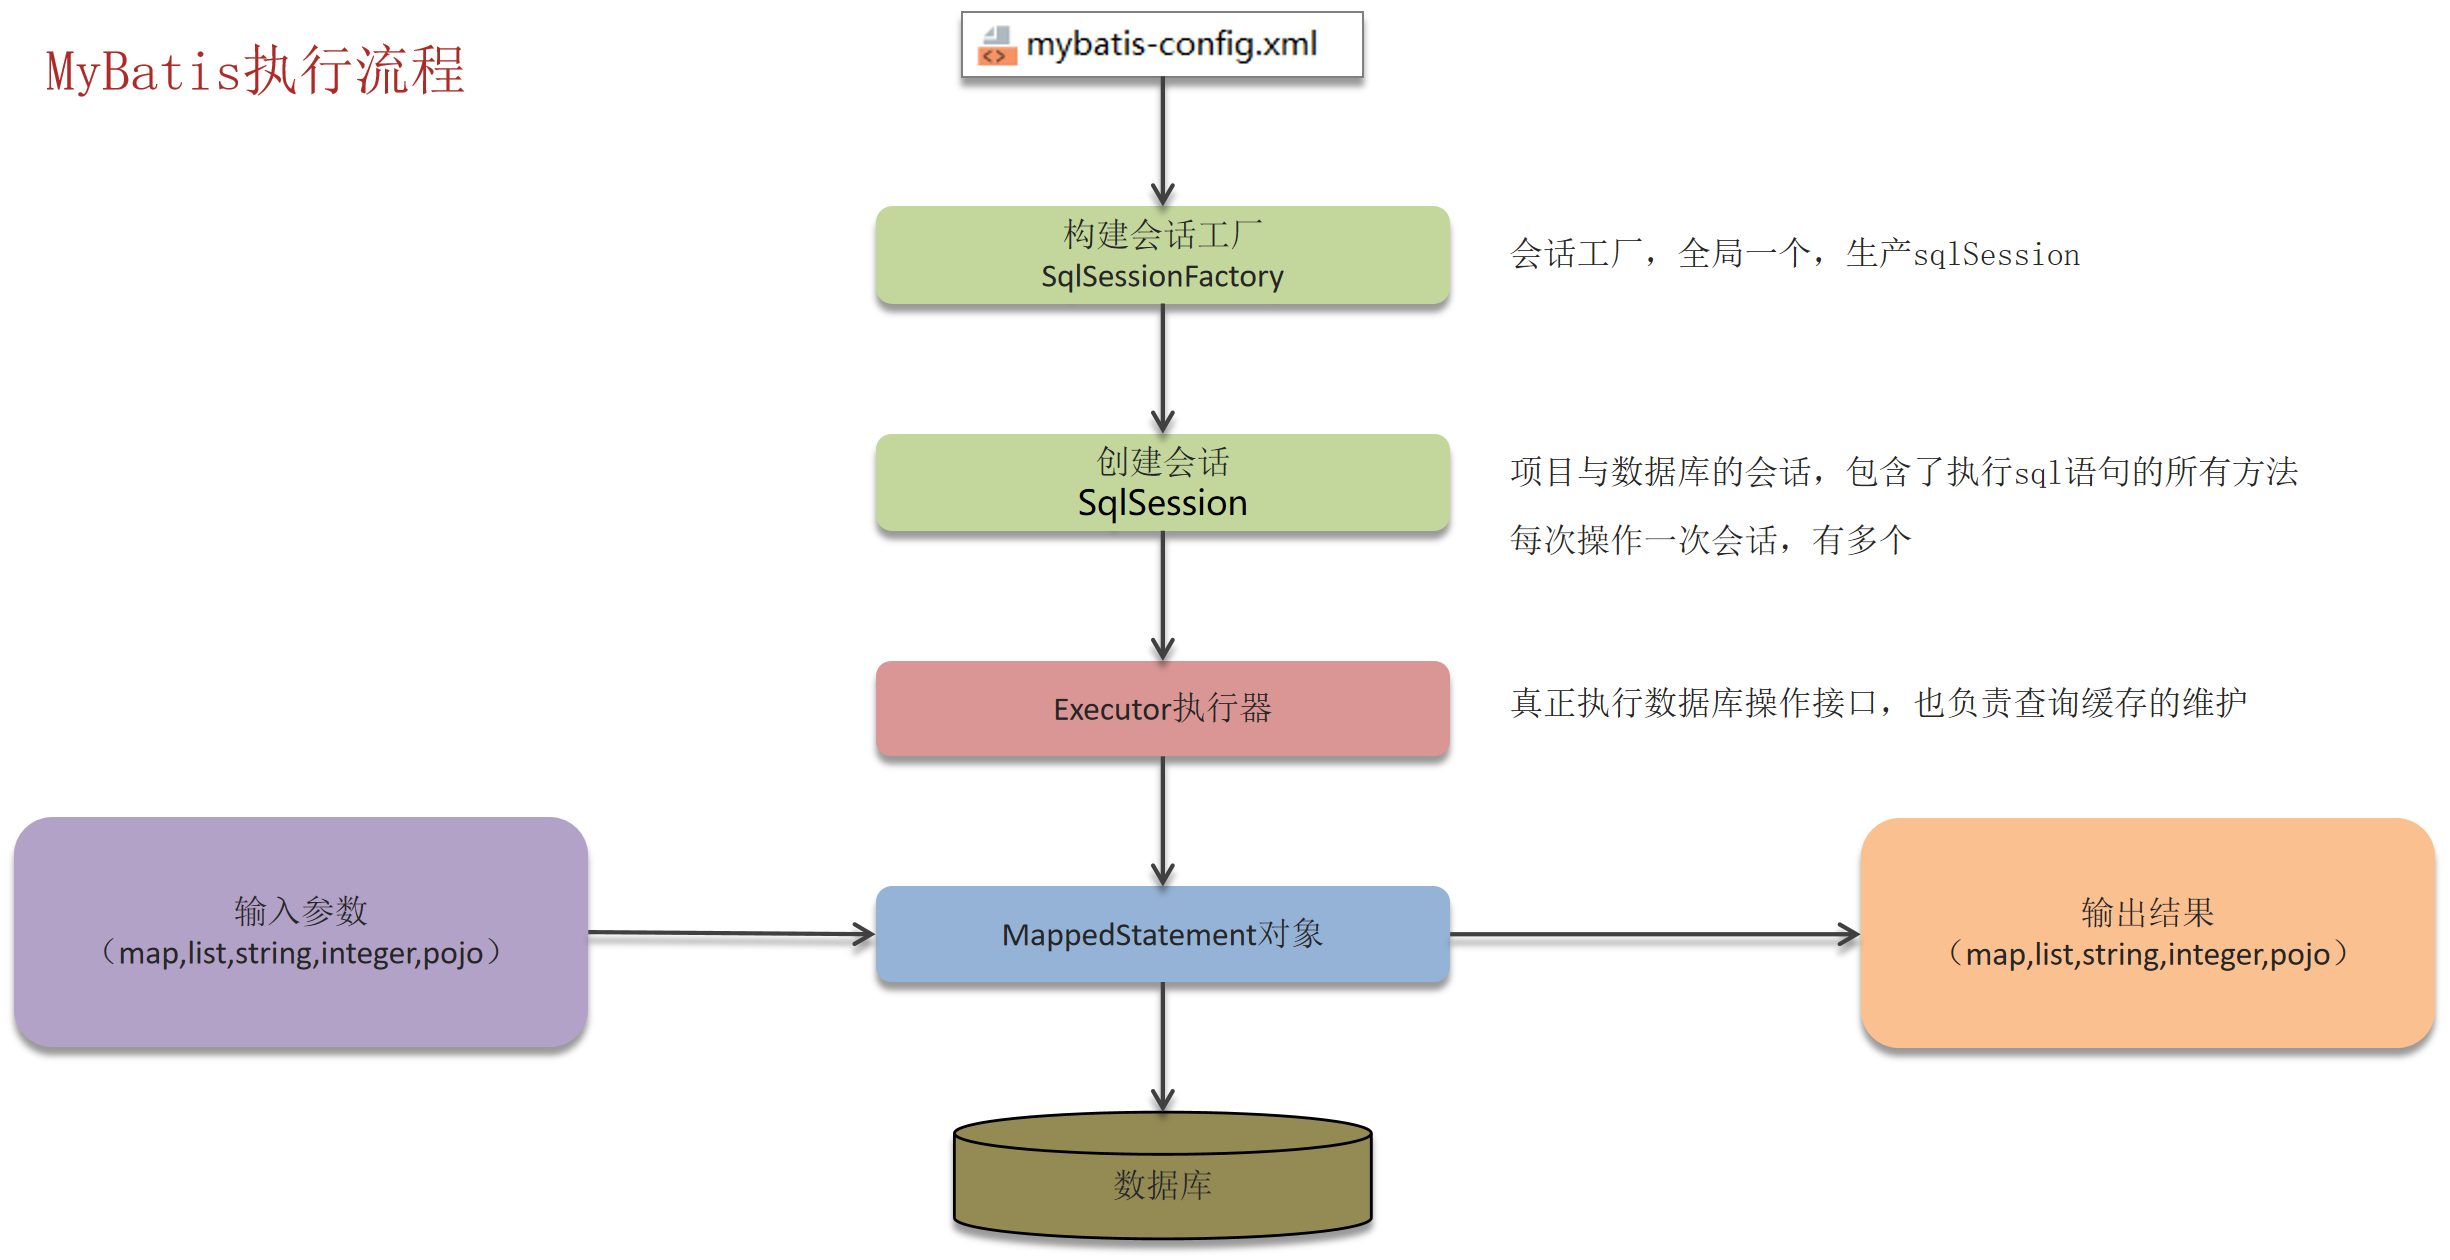 MyBatis执行流程
mybatis-config.xml
构建会话工厂
SqlSessionFactory
会话工厂，全局一个，生产sqlSession
创建会话
SqlSession
项目与数据库的会话，包含了执行sql语句的所有方法
每次操作一次会话，有多个
Executor执行器
真正执行数据库操作接口，也负责查询缓存的维护
输入参数
（map,list,string,integer,pojo）
MappedStatement对象
输出结果
（map,list,string,integer,pojo）
数据库